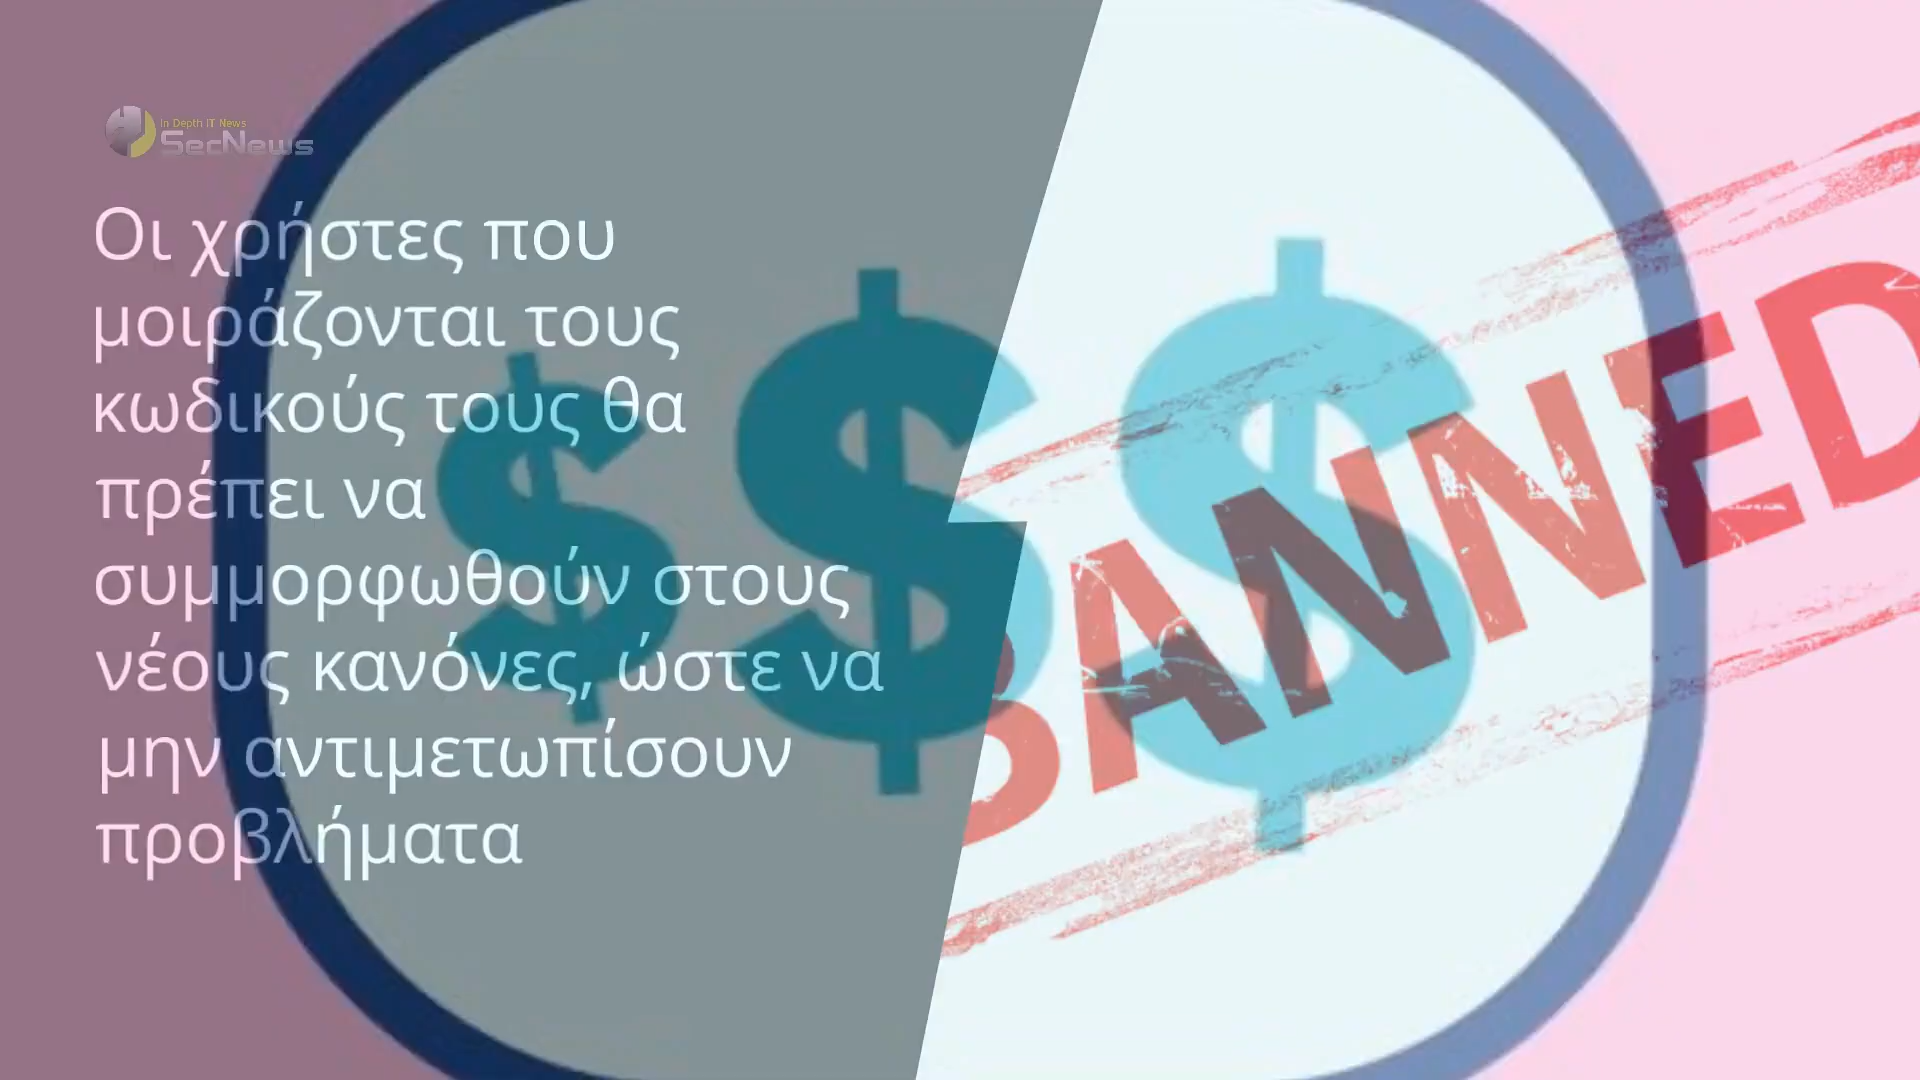 In Depth IT News
SecNews
Οι χρήστες που
μοιράζονται τους
κωδικούς τους θα
πρέπει να
συμμορφωθούν στους
νέους κανόνες, ώστε να
μην αντιμετωπίσουν
προβλήματα
$ $ $
BANNED